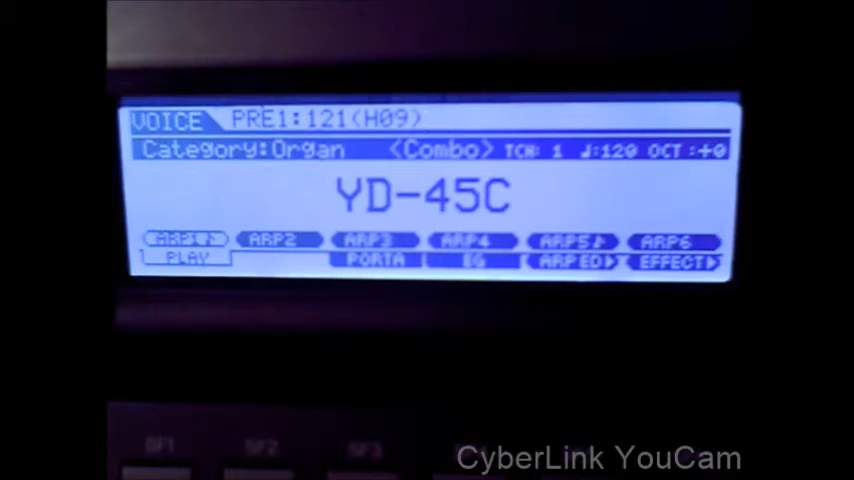 VOICE PRE1:121(H09)
Category:Organ <Combo> TCH: 1 ♩:120 OCT :+0
YD-45C
ARP1♪ ARP2 ARP3 ARP4 ARP5♪ ARP6
PLAY PORTA EG ARP ED▶ EFFECT▶
SF1 SF2 SF3
CyberLink YouCam